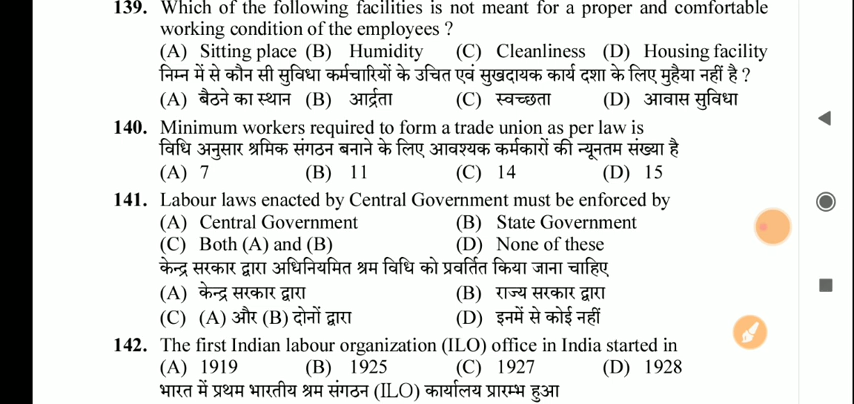 139. Which of the following facilities is not meant for a proper and comfortable
working condition of the employees ?
(A) Sitting place (B) Humidity (C) Cleanliness (D) Housing facility
निम्न में से कौन सी सुविधा कर्मचारियों के उचित एवं सुखदायक कार्य दशा के लिए मुहैया नहीं है ?
(A) बैठने का स्थान (B) आर्द्रता (C) स्वच्छता (D) आवास सुविधा
140. Minimum workers required to form a trade union as per law is
विधि अनुसार श्रमिक संगठन बनाने के लिए आवश्यक कर्मकारों की न्यूनतम संख्या है
(A) 7 (B) 11 (C) 14 (D) 15
141. Labour laws enacted by Central Government must be enforced by
(A) Central Government (B) State Government
(C) Both (A) and (B) (D) None of these
केन्द्र सरकार द्वारा अधिनियमित श्रम विधि को प्रवर्तित किया जाना चाहिए
(A) केन्द्र सरकार द्वारा (B) राज्य सरकार द्वारा
(C) (A) और (B) दोनों द्वारा (D) इनमें से कोई नहीं
142. The first Indian labour organization (ILO) office in India started in
(A) 1919 (B) 1925 (C) 1927 (D) 1928
भारत में प्रथम भारतीय श्रम संगठन (ILO) कार्यालय प्रारम्भ हुआ